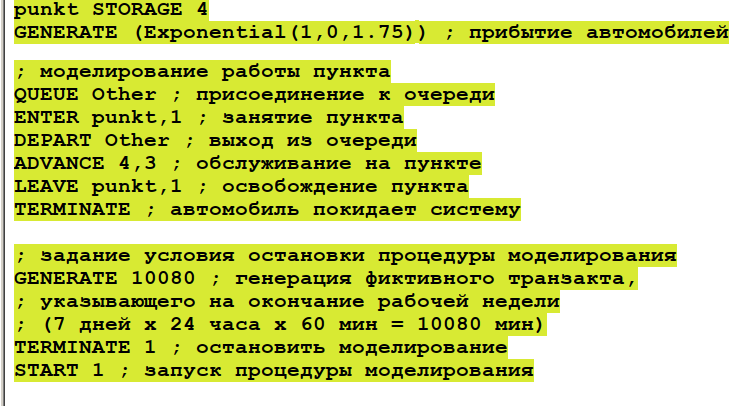 punkt STORAGE 4
GENERATE (Exponential(1,0,1.75)) ; прибытие автомобилей
; моделирование работы пункта
QUEUE Other ; присоединение к очереди
ENTER punkt,1 ; занятие пункта
DEPART Other ; выход из очереди
ADVANCE 4,3 ; обслуживание на пункте
LEAVE punkt,1 ; освобождение пункта
TERMINATE ; автомобиль покидает систему
; задание условия остановки процедуры моделирования
GENERATE 10080 ; генерация фиктивного транзакта,
; указывающего на окончание рабочей недели
; (7 дней x 24 часа x 60 мин = 10080 мин)
TERMINATE 1 ; остановить моделирование
START 1 ; запуск процедуры моделирования